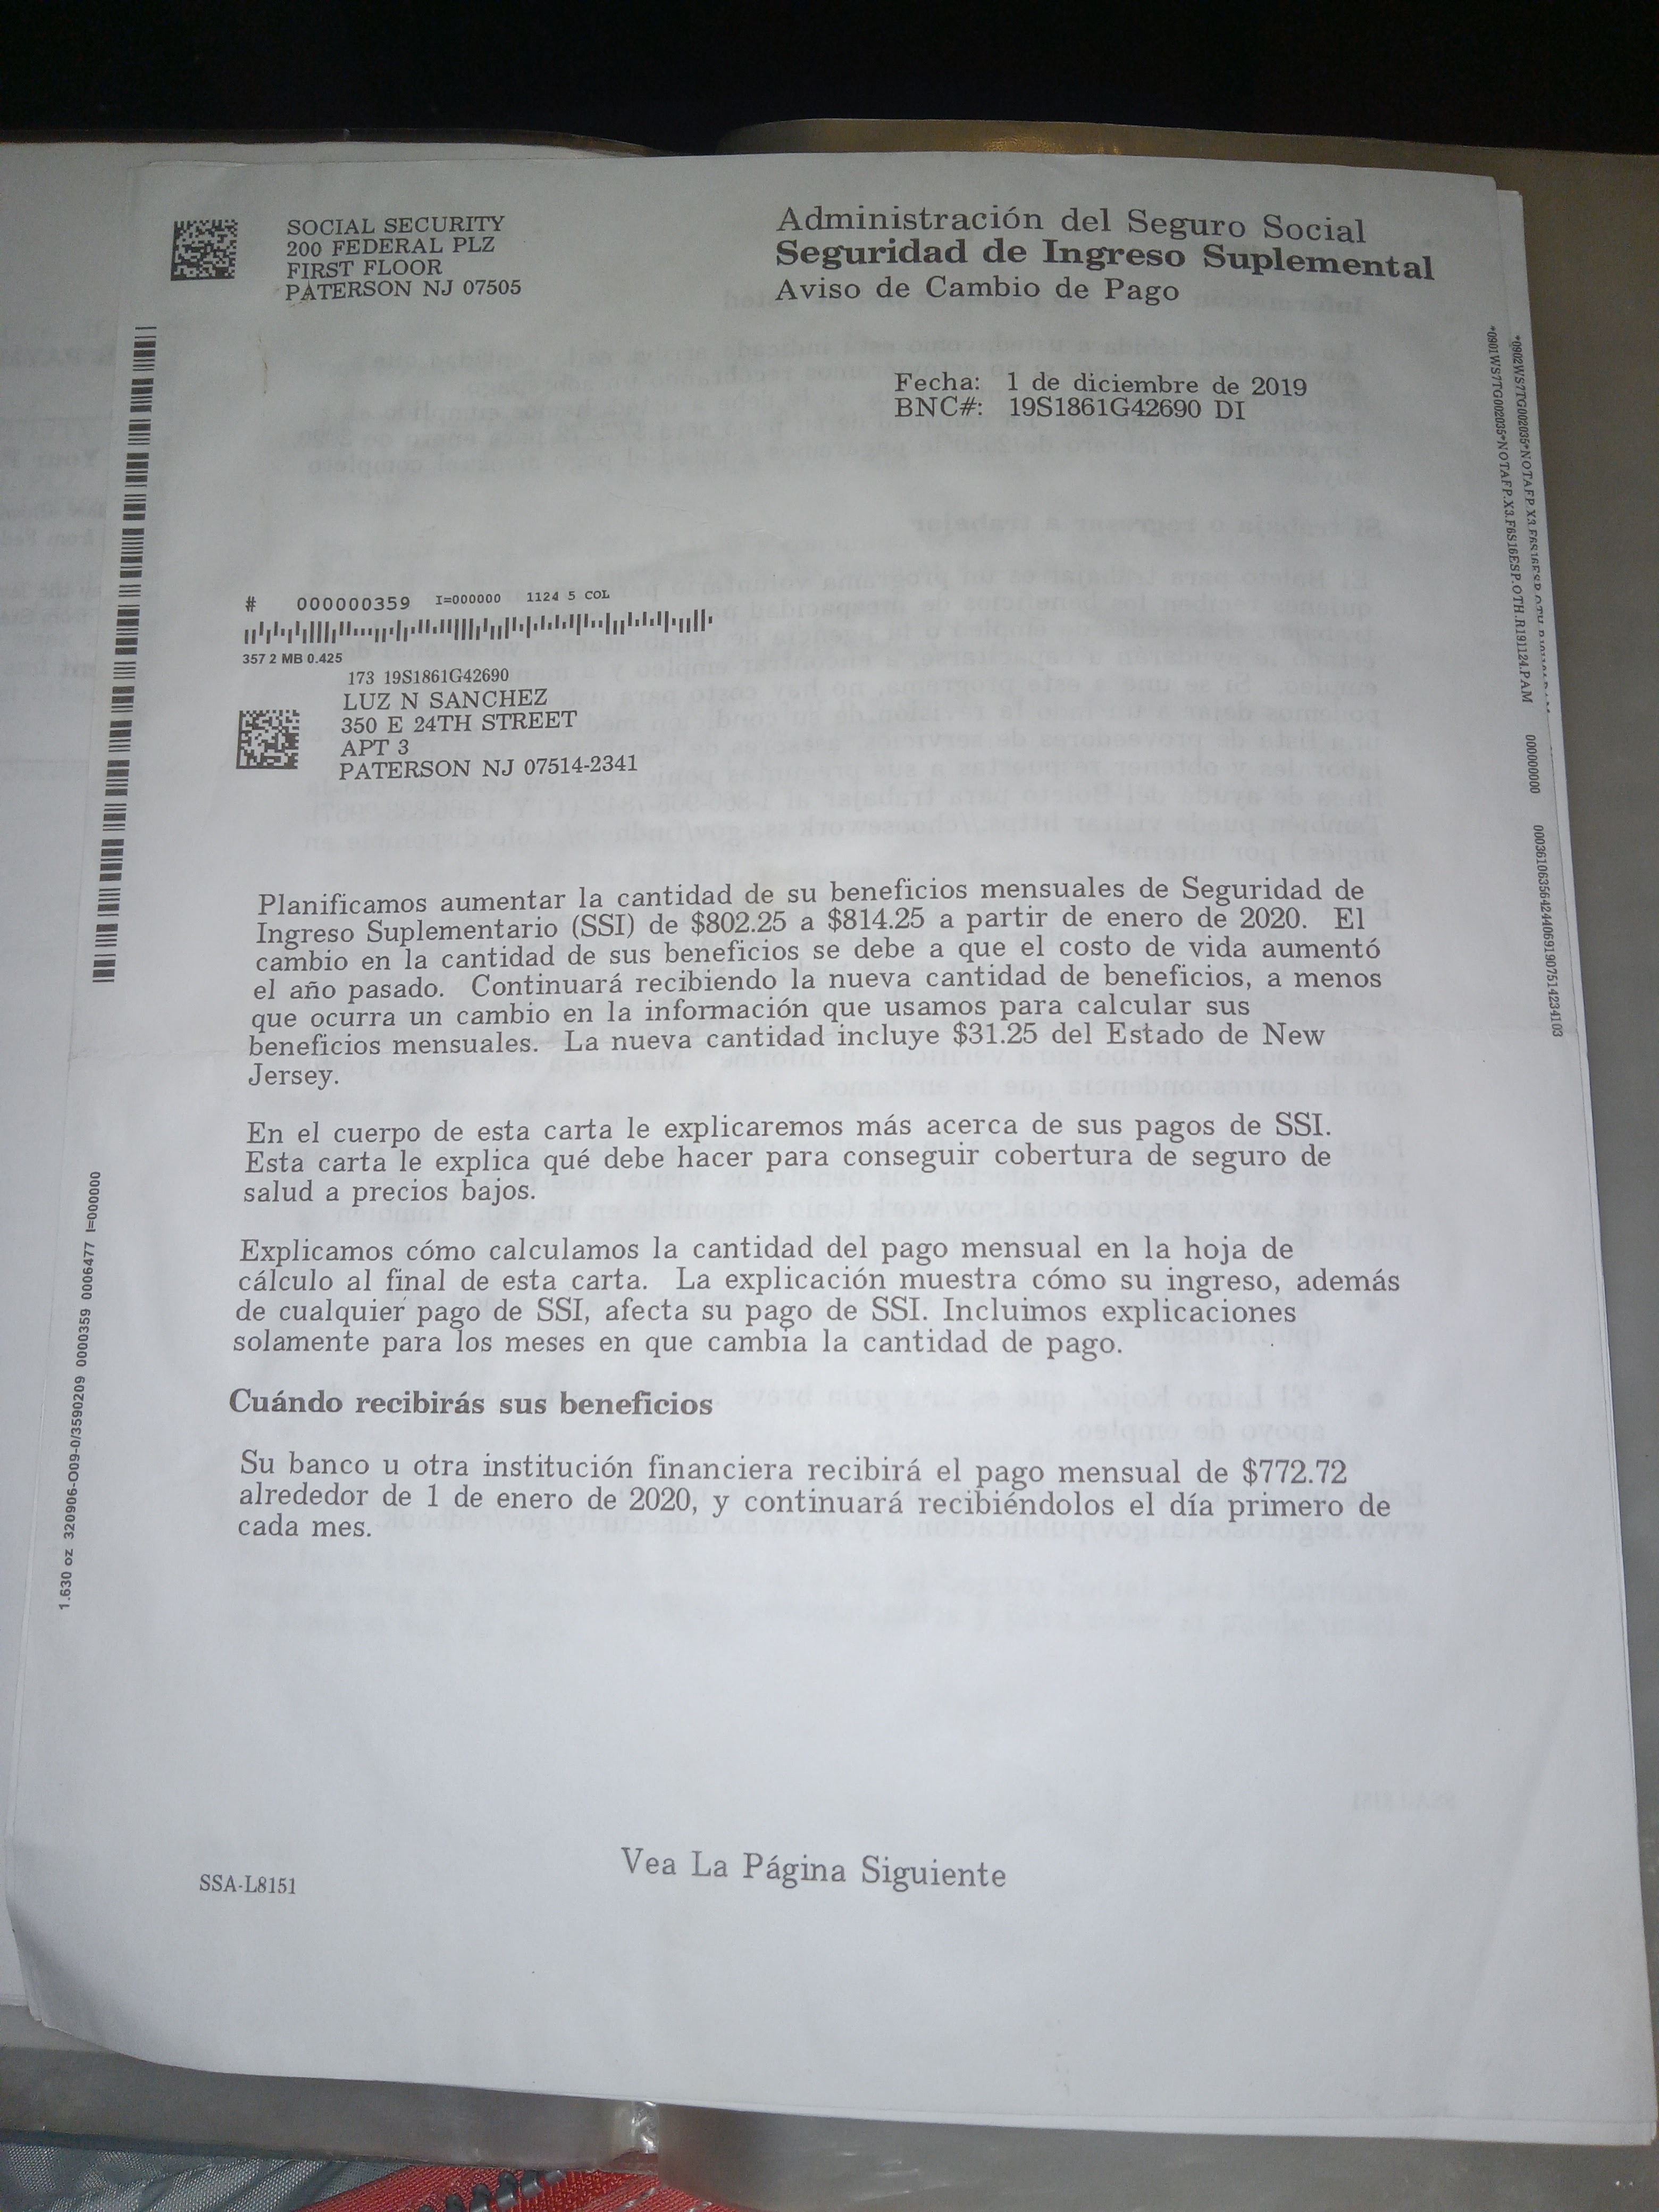 SOCIAL SECURITY
200 FEDERAL PLZ
FIRST FLOOR
PATERSON NJ 07505
Administración del Seguro Social
Seguridad de Ingreso Suplemental
Aviso de Cambio de Pago
Fecha: 1 de diciembre de 2019
BNC#: 19S1861G42690 DI
# 000000359 I=000000 1124 5 COL
357 2 MB 0.425
173 19S1861G42690
LUZ N SANCHEZ
350 E 24TH STREET
APT 3
PATERSON NJ 07514-2341
Planificamos aumentar la cantidad de su beneficios mensuales de Seguridad de
Ingreso Suplementario (SSI) de $802.25 a $814.25 a partir de enero de 2020. El
cambio en la cantidad de sus beneficios se debe a que el costo de vida aumentó
el año pasado. Continuará recibiendo la nueva cantidad de beneficios, a menos
que ocurra un cambio en la información que usamos para calcular sus
beneficios mensuales. La nueva cantidad incluye $31.25 del Estado de New
Jersey.
En el cuerpo de esta carta le explicaremos más acerca de sus pagos de SSI.
Esta carta le explica qué debe hacer para conseguir cobertura de seguro de
salud a precios bajos.
Explicamos cómo calculamos la cantidad del pago mensual en la hoja de
cálculo al final de esta carta. La explicación muestra cómo su ingreso, además
de cualquier pago de SSI, afecta su pago de SSI. Incluimos explicaciones
solamente para los meses en que cambia la cantidad de pago.
Cuándo recibirás sus beneficios
Su banco u otra institución financiera recibirá el pago mensual de $772.72
alrededor de 1 de enero de 2020, y continuará recibiéndolos el día primero de
cada mes.
SSA-L8151
Vea La Página Siguiente
1.630 oz 320906-O09-0/3590209 0000359 0006477 I=000000
*0901WS7TG002035*NOTAFP.X3.F6S16ESP.OTH.R191124.PAM
00000000